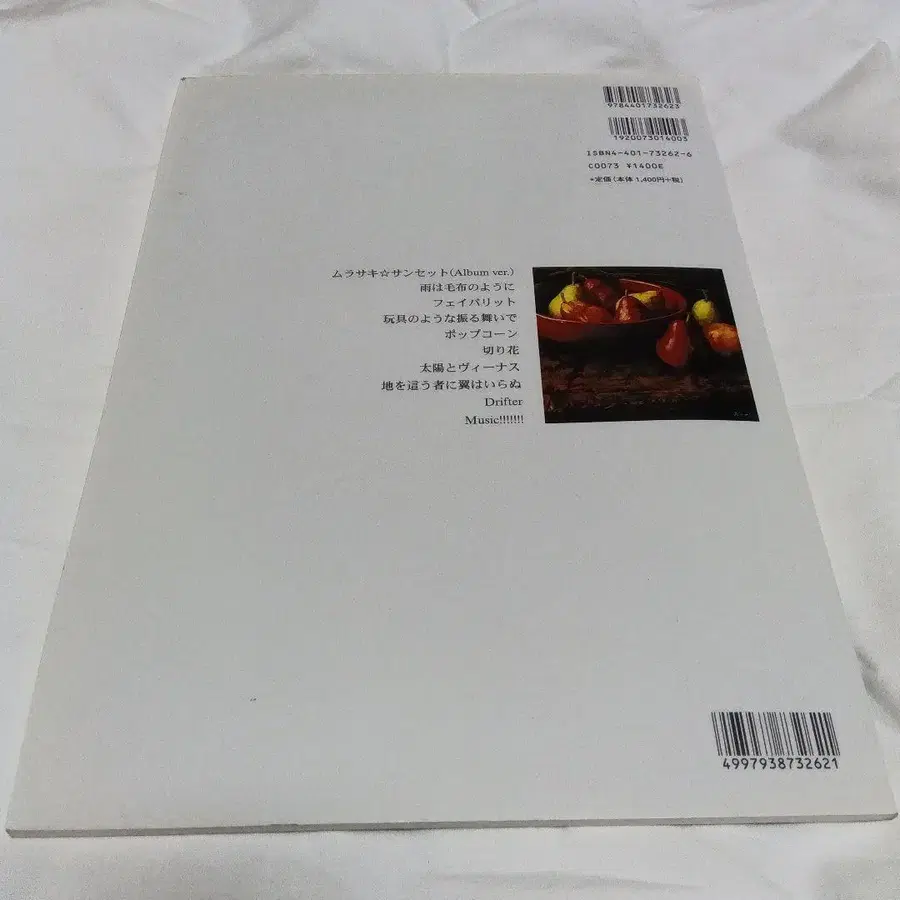 9784401732623
1920073014003
ISBN4-401-73262-6
C0073 ¥1400E
*定価(本体1,400円+税)
ムラサキ☆サンセット(Album ver.)
雨は毛布のように
フェイバリット
玩具のような振る舞いで
ポップコーン
切り花
太陽とヴィーナス
地を這う者に翼はいらぬ
Drifter
Music!!!!!!!
4997938732621